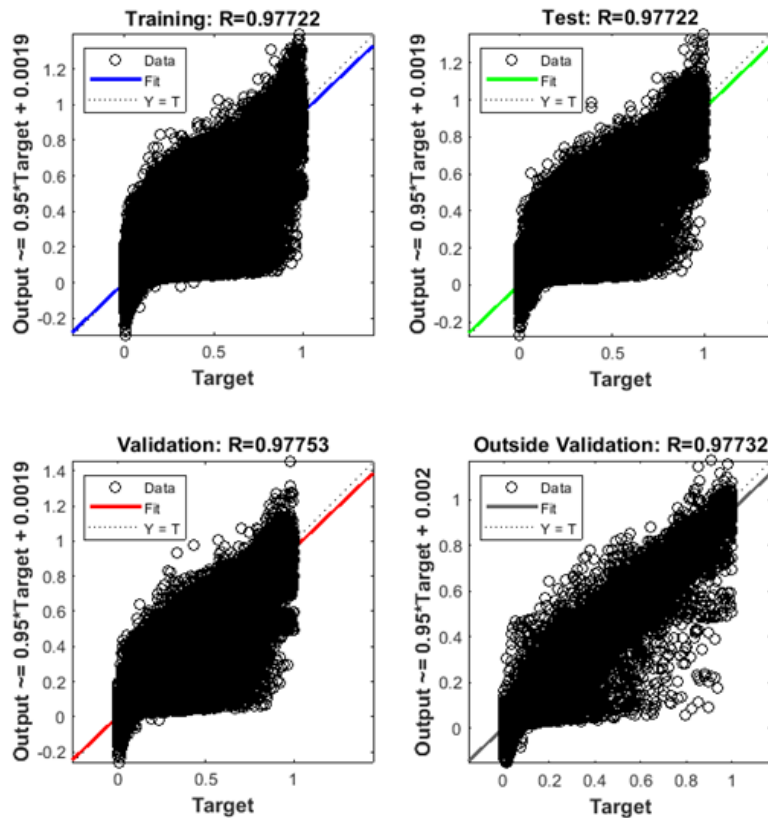 Training: R=0.97722
Output ~= 0.95*Target + 0.0019
1.2
1
0.8
0.6
0.4
0.2
0
-0.2
Data
Fit
Y = T
0
0.5
1
Target
Test: R=0.97722
Output ~= 0.95*Target + 0.0019
1.2
1
0.8
0.6
0.4
0.2
0
-0.2
Data
Fit
Y = T
0
0.5
1
Target
Validation: R=0.97753
Output ~= 0.95*Target + 0.0019
1.4
1.2
1
0.8
0.6
0.4
0.2
0
-0.2
Data
Fit
Y = T
0
0.5
1
Target
Outside Validation: R=0.97732
Output ~= 0.95*Target + 0.002
1
0.8
0.6
0.4
0.2
0
Data
Fit
Y = T
0
0.2
0.4
0.6
0.8
1
Target